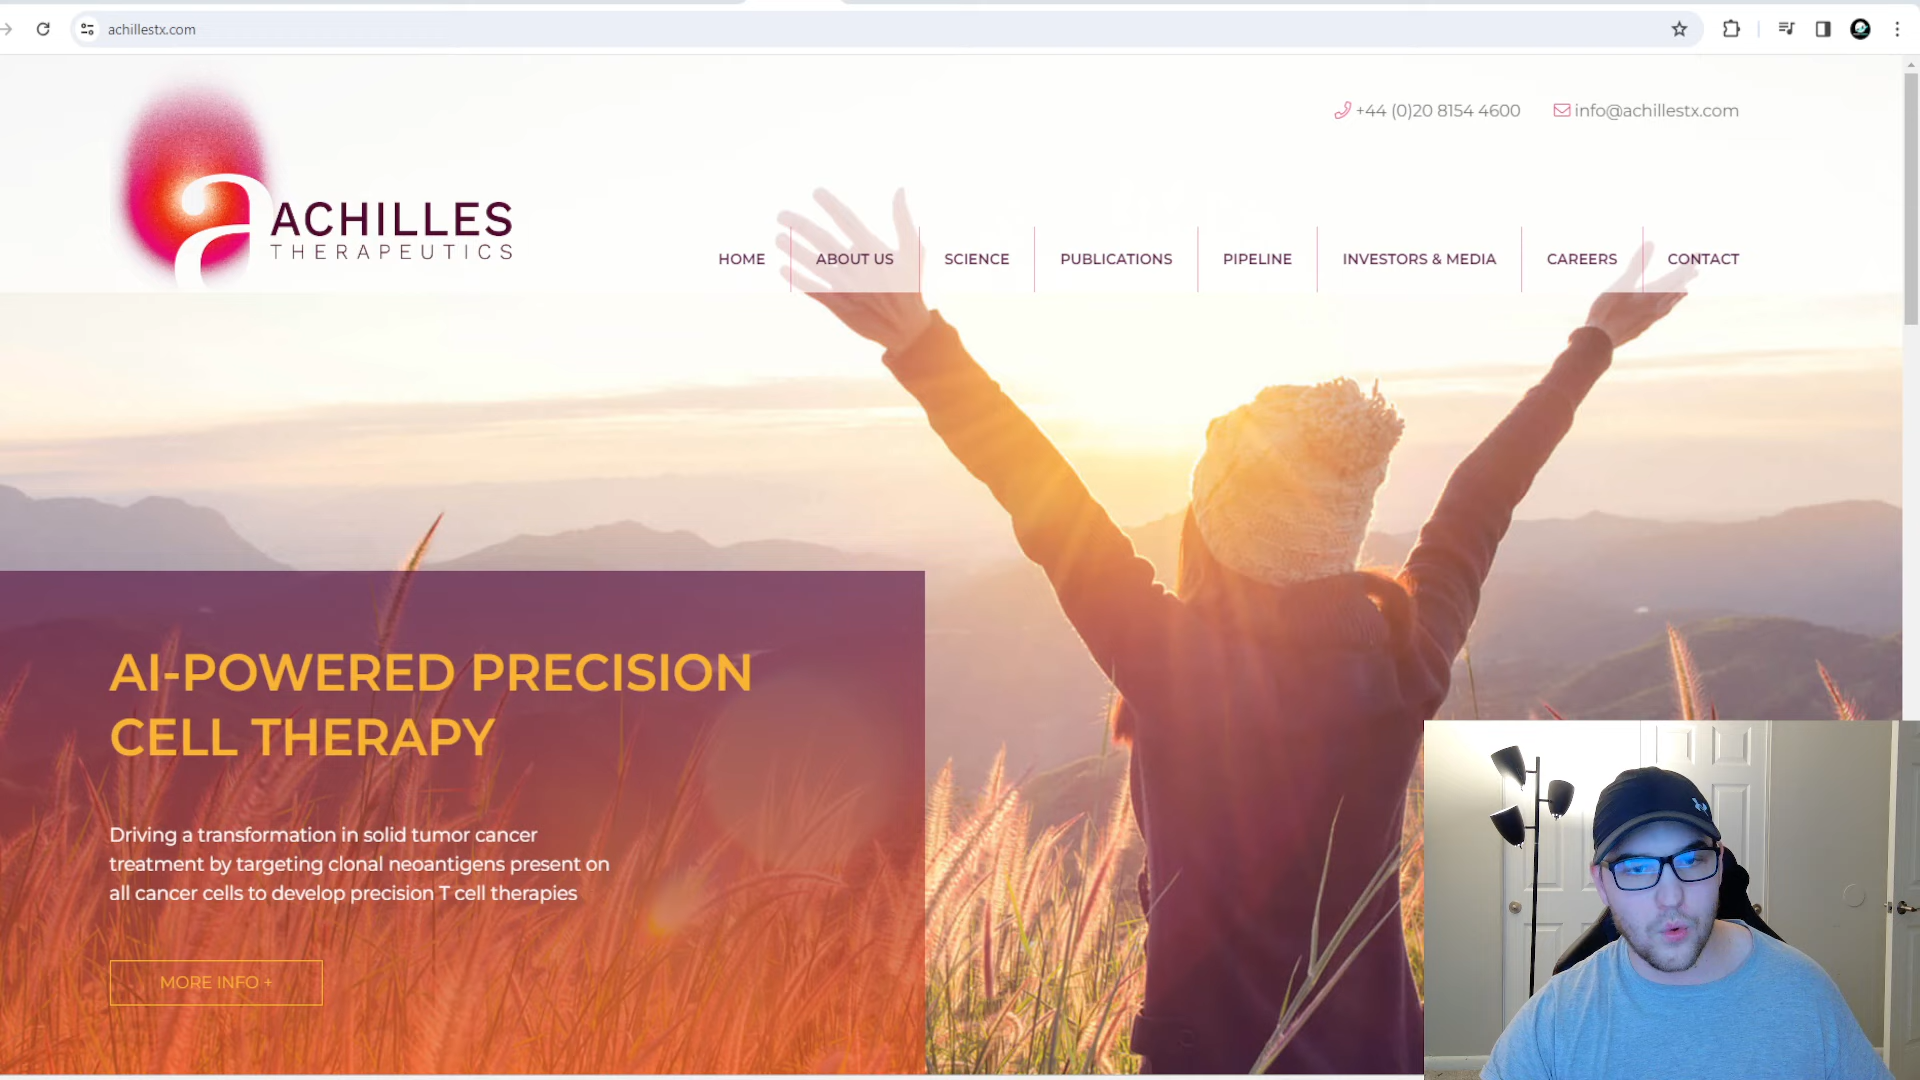 achillestx.com
+44 (0)20 8154 4600 info@achillestx.com
a
ACHILLES
THERAPEUTICS
HOME ABOUT US SCIENCE PUBLICATIONS PIPELINE INVESTORS & MEDIA CAREERS CONTACT
AI-POWERED PRECISION
CELL THERAPY
Driving a transformation in solid tumor cancer
treatment by targeting clonal neoantigens present on
all cancer cells to develop precision T cell therapies
MORE INFO +